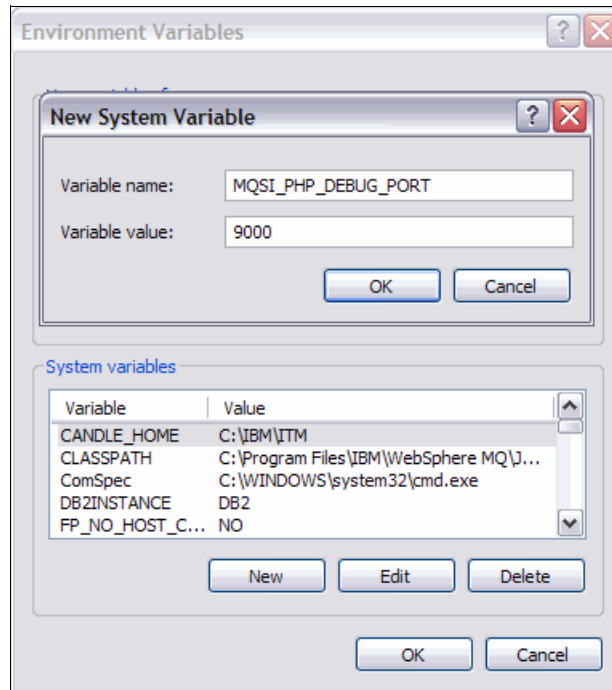 Environment Variables
New System Variable
Variable name: MQSI_PHP_DEBUG_PORT
Variable value: 9000
OK Cancel
System variables
Variable Value
CANDLE_HOME C:\IBM\ITM
CLASSPATH C:\Program Files\IBM\WebSphere MQ\J...
ComSpec C:\WINDOWS\system32\cmd.exe
DB2INSTANCE DB2
FP_NO_HOST_C... NO
New Edit Delete
OK Cancel